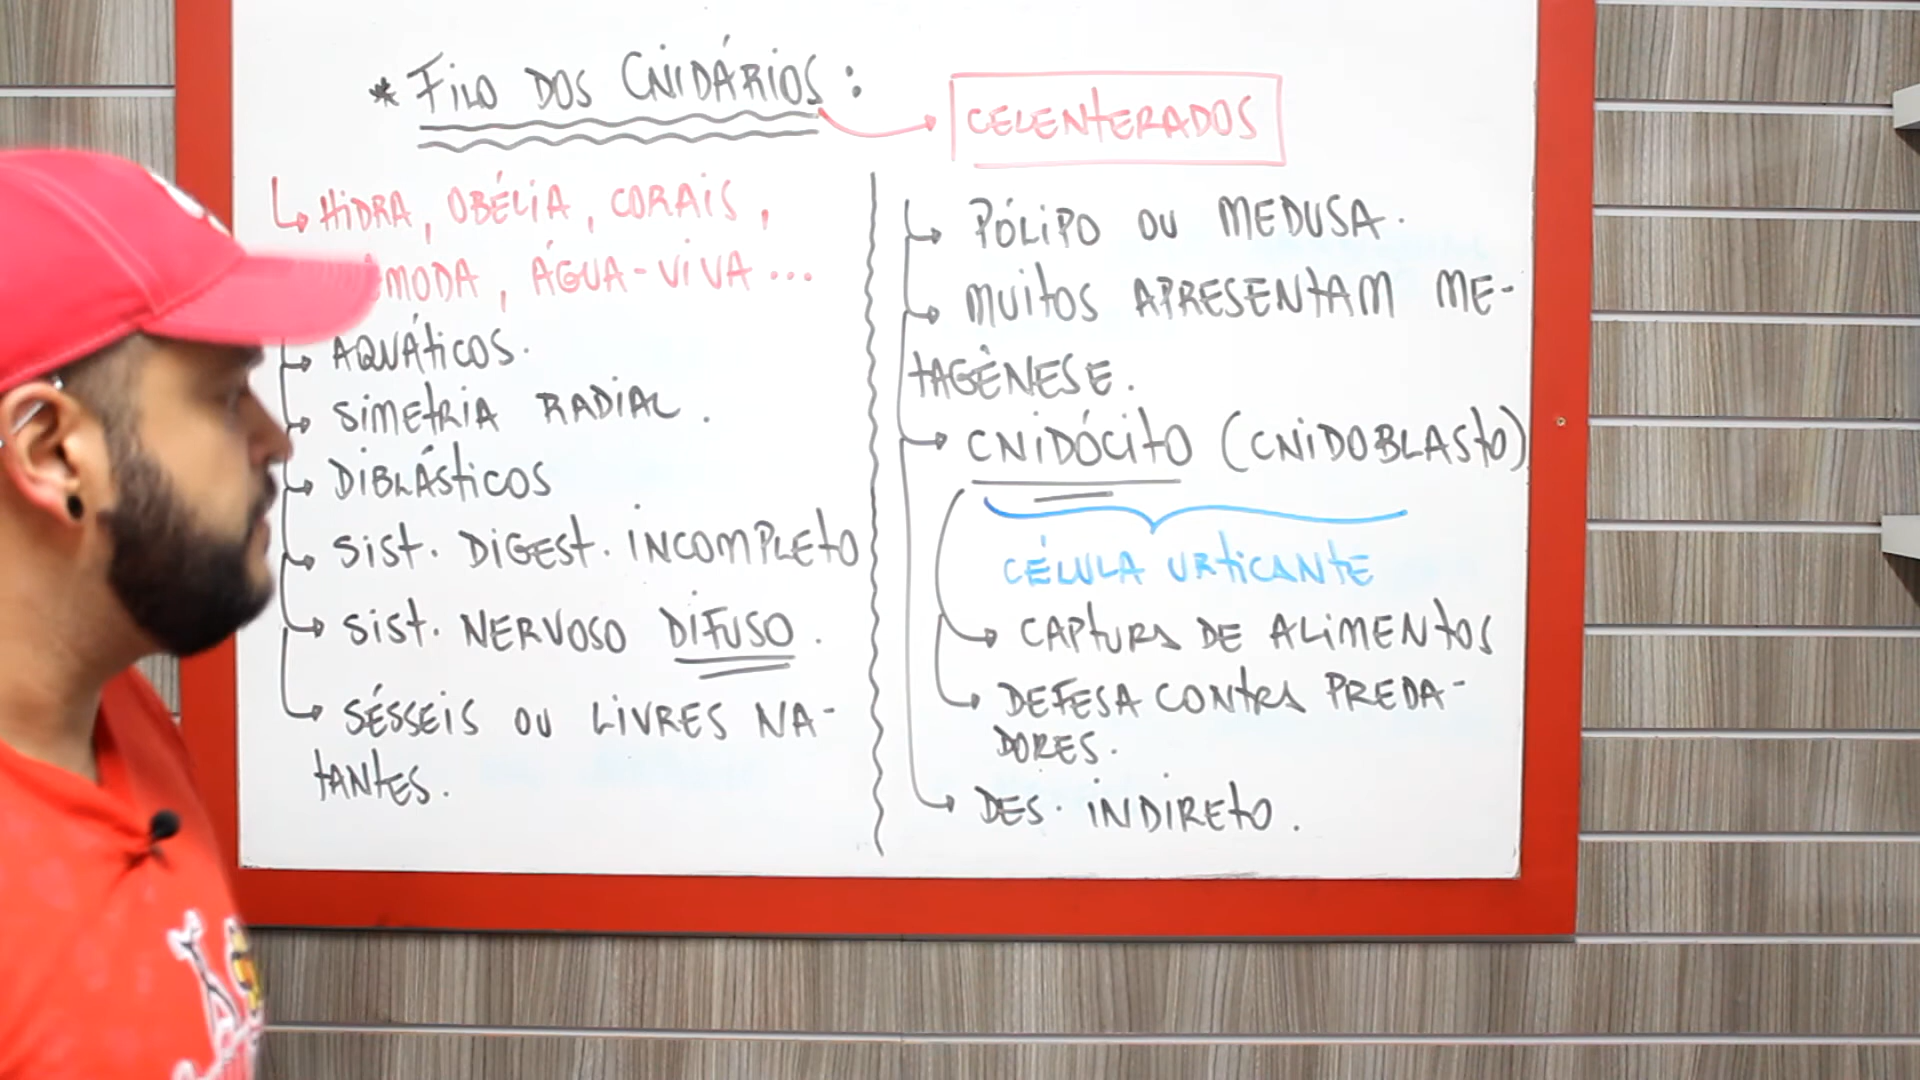 * FILO DOS CNIDÁRIOS:
CELENTERADOS
HIDRA, OBÉLIA, CORAIS,
MODA, ÁGUA-VIVA...
AQUÁTICOS.
SIMETRIA RADIAL.
DIBLÁSTICOS
SIST. DIGEST. INCOMPLETO
SIST. NERVOSO DIFUSO.
SÉSSEIS OU LIVRES NA-
TANTES.
PÓLIPO OU MEDUSA.
MUITOS APRESENTAM ME-
TAGÊNESE.
CNIDÓCITO (CNIDOBLASTO)
CÉLULA URTICANTE
CAPTURA DE ALIMENTOS
DEFESA CONTRA PREDA-
DORES.
DES. INDIRETO.